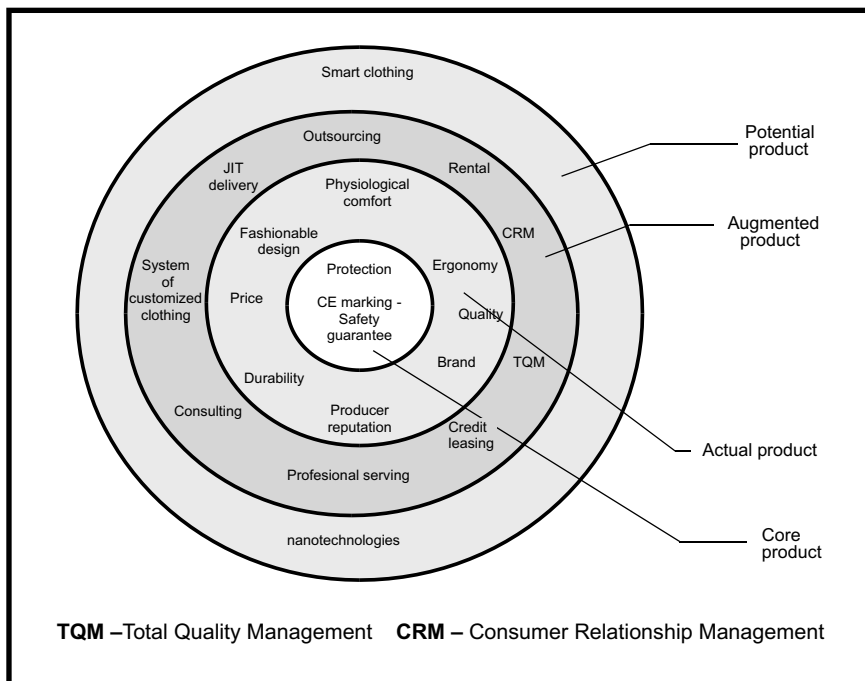 Smart clothing
Outsourcing
JIT
delivery
Rental
Physiological
comfort
Potential
product
Fashionable
design
CRM
Augmented
product
System
of
customized
clothing
Protection
Ergonomy
Price
CE marking -
Safety
guarantee
Quality
Brand
TQM
Durability
Consulting
Producer
reputation
Credit
leasing
Actual product
Profesional serving
nanotechnologies
Core
product
TQM –Total Quality Management CRM – Consumer Relationship Management